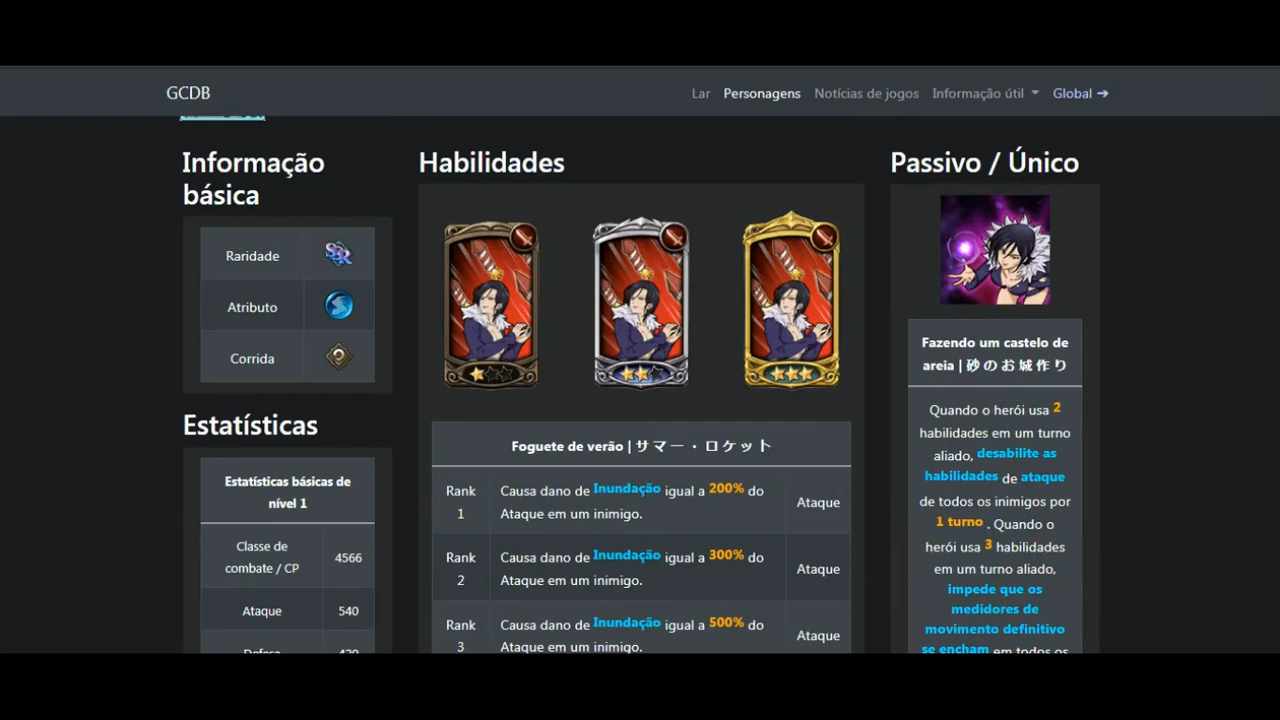 GCDB
Lar Personagens Notícias de jogos Informação útil Global
Informação
básica
Raridade SSR
Atributo
Corrida
Estatísticas
Estatísticas básicas de
nível 1
Classe de
combate / CP 4566
Ataque 540
Habilidades
Foguete de verão | サマー・ロケット
Rank
1
Causa dano de Inundação igual a 200% do
Ataque em um inimigo.
Ataque
Rank
2
Causa dano de Inundação igual a 300% do
Ataque em um inimigo.
Ataque
Rank
3
Causa dano de Inundação igual a 500% do
Ataque em um inimigo.
Ataque
Passivo / Único
Fazendo um castelo de
areia | 砂のお城作り
Quando o herói usa 2
habilidades em um turno
aliado, desabilite as
habilidades de ataque
de todos os inimigos por
1 turno . Quando o
herói usa 3 habilidades
em um turno aliado,
impede que os
medidores de
movimento definitivo
se encham em todos os